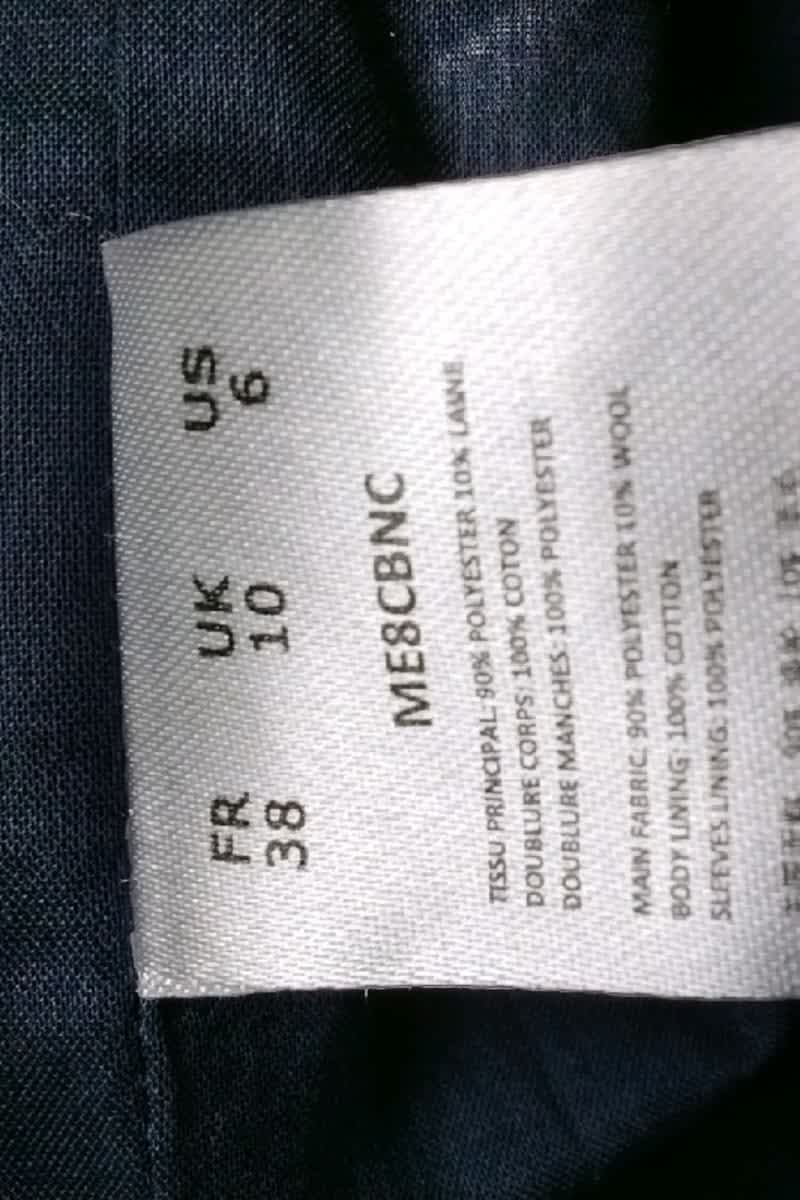 FR UK US
38 10 6
ME8CBNC
TISSU PRINCIPAL: 90% POLYESTER 10% LAINE
DOUBLURE CORPS: 100% COTON
DOUBLURE MANCHES: 100% POLYESTER
MAIN FABRIC: 90% POLYESTER 10% WOOL
BODY LINING: 100% COTTON
SLEEVES LINING: 100% POLYESTER